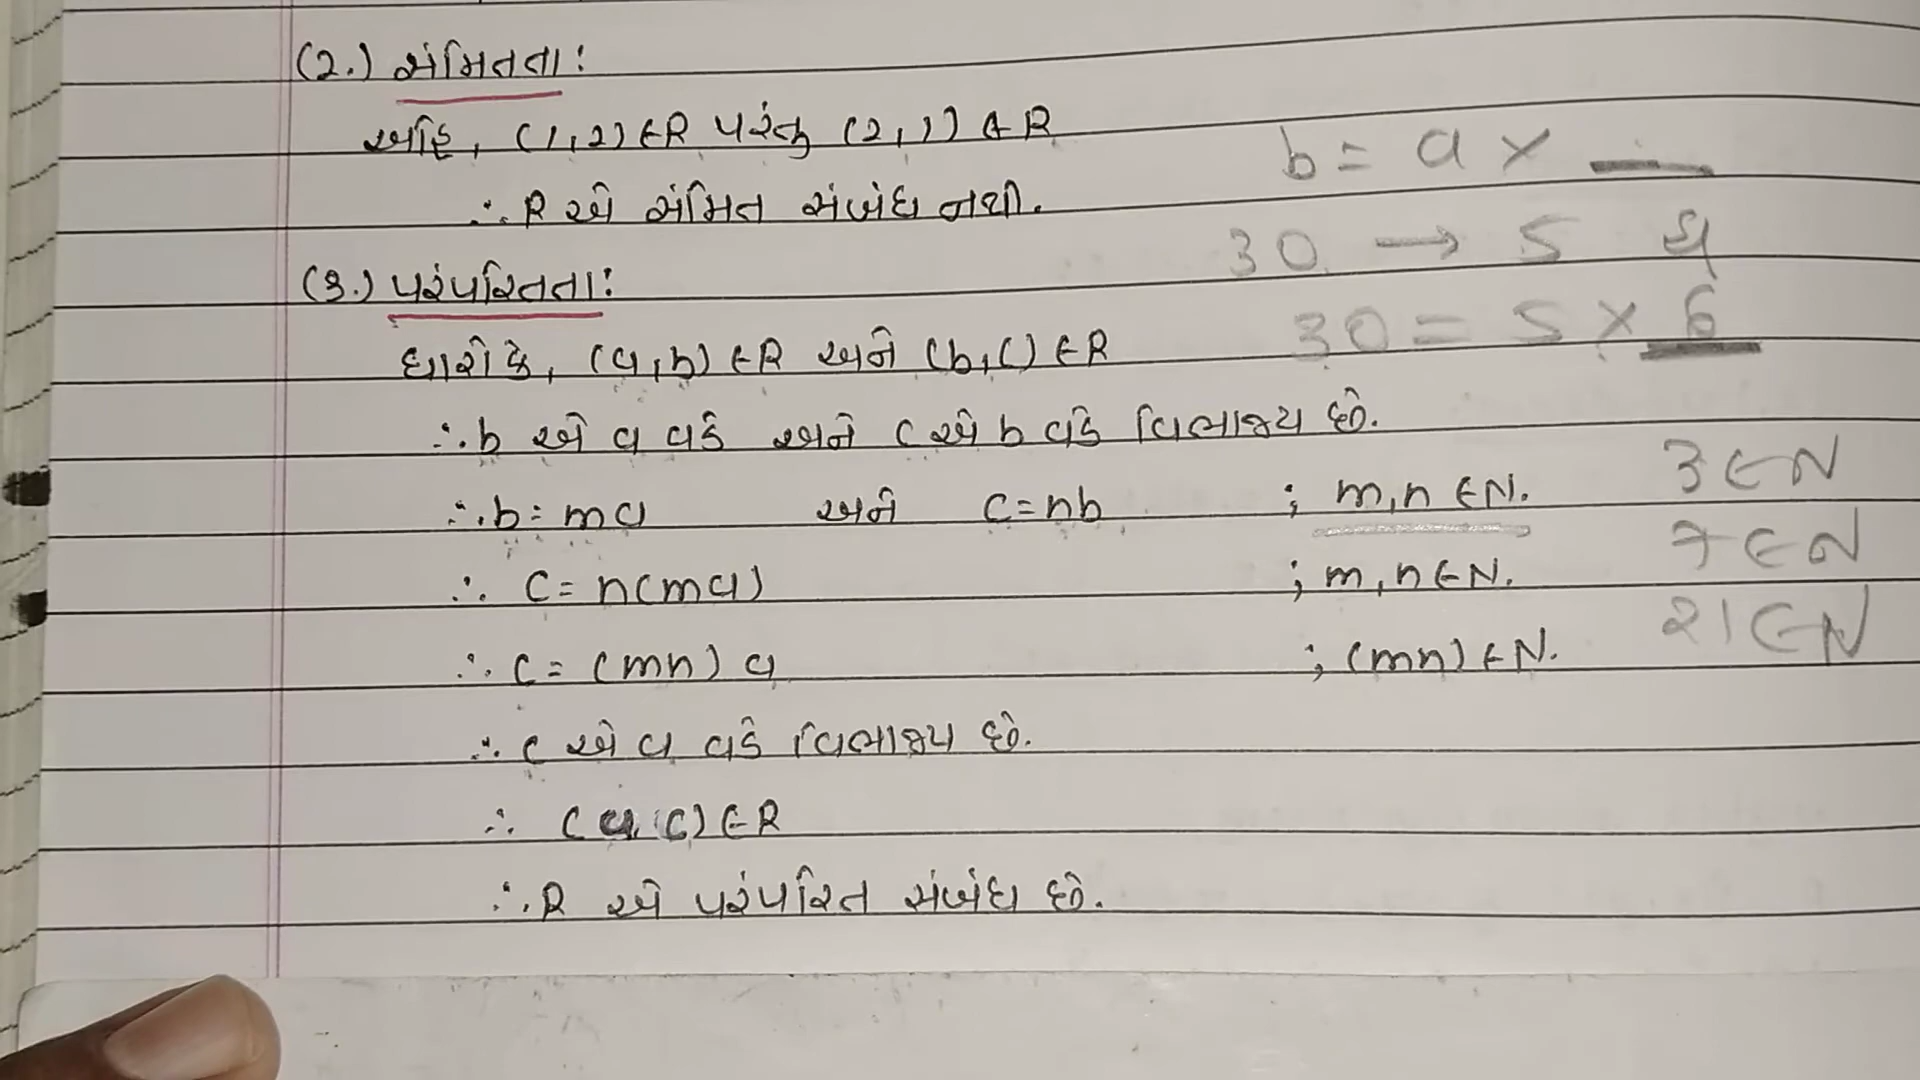 (2.) સંમિતતા:
અહિં, (1,2) ∈ R પરંતુ (2,1) ∉ R
∴ R એ સંમિત સંબંધ નથી.
(3.) પરંપરિતતા:
ધારો કે, (a,b) ∈ R અને (b,c) ∈ R
∴ b એ a વડે અને c એ b વડે વિભાજ્ય છે.
∴ b = ma અને c = nb ; m,n ∈ N.
∴ c = n(ma) ; m,n ∈ N.
∴ c = (mn) a ; (mn) ∈ N.
∴ c એ a વડે વિભાજ્ય છે.
∴ (a,c) ∈ R
∴ R એ પરંપરિત સંબંધ છે.
b = a ×
30 → 5
30 = 5 × 6
3 ∈ N
7 ∈ N
21 ∈ N